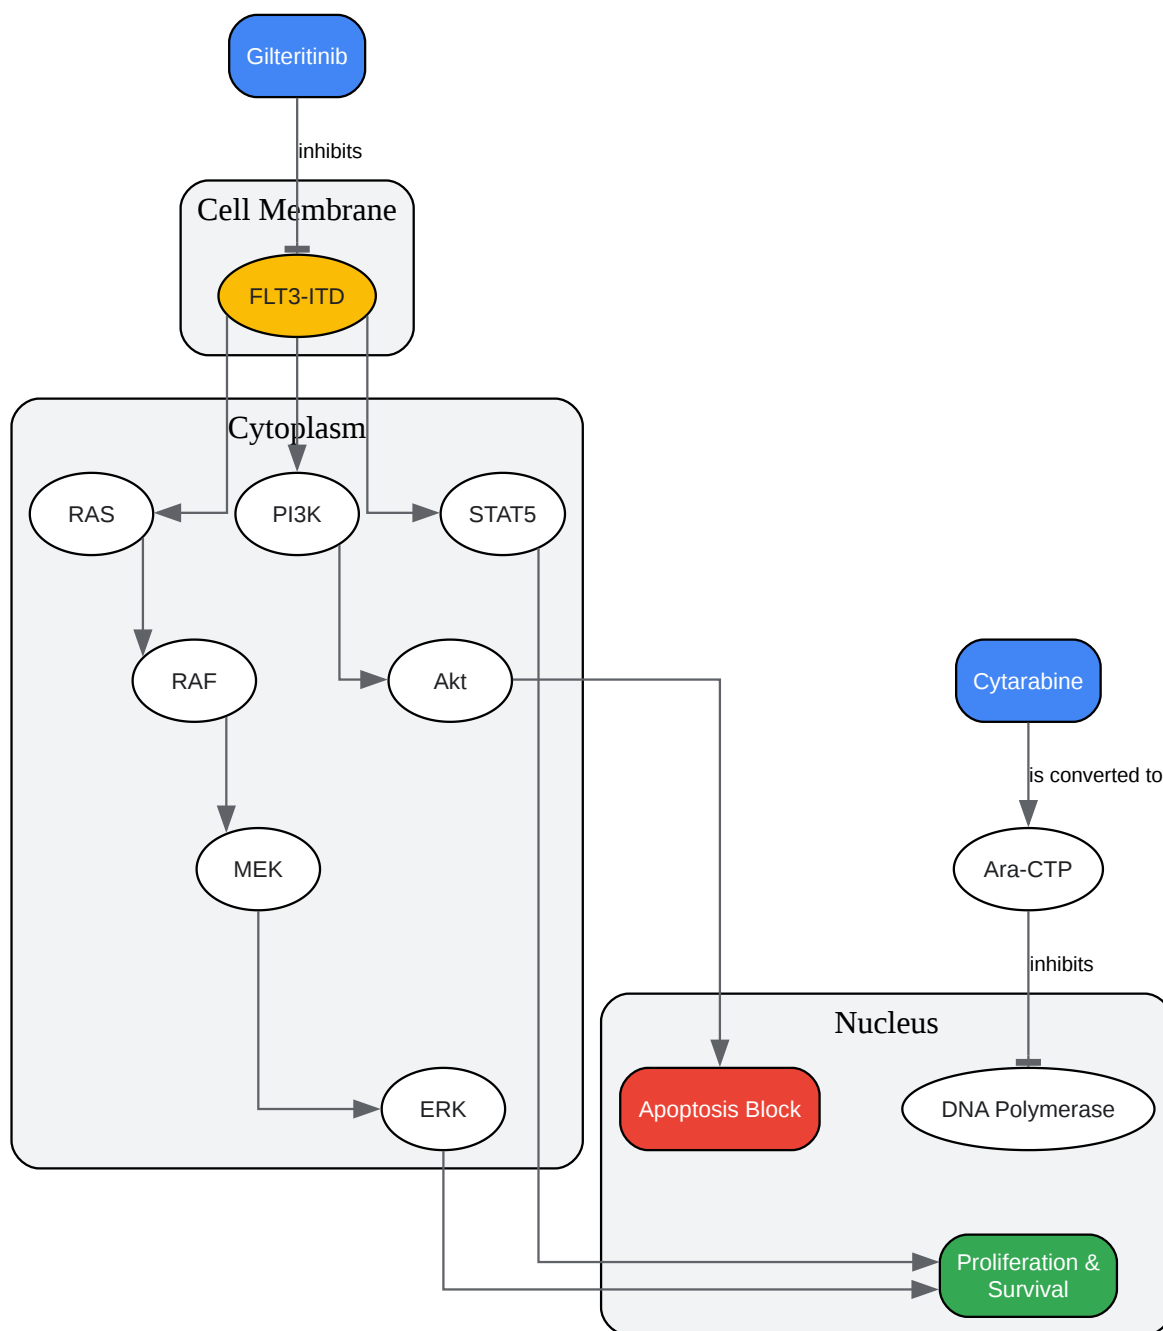 Gilteritinib
inhibits
Cell Membrane
FLT3-ITD
Cytoplasm
RAS
PI3K
STAT5
RAF
Akt
Cytarabine
is converted to
MEK
Ara-CTP
inhibits
Nucleus
ERK
Apoptosis Block
DNA Polymerase
Proliferation &
Survival